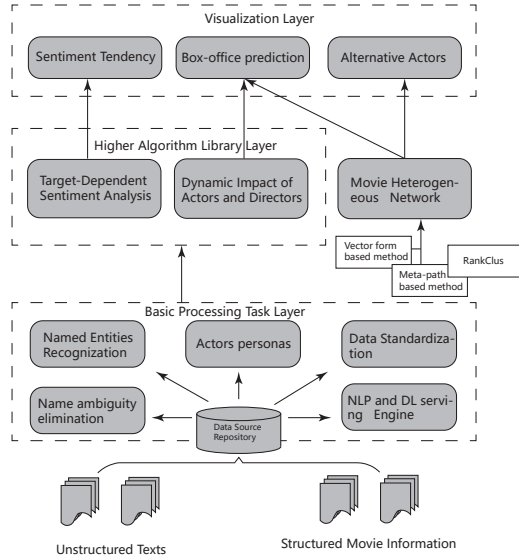 Visualization Layer
Sentiment Tendency
Box-office prediction
Alternative Actors
Higher Algorithm Library Layer
Target-Dependent
Sentiment Analysis
Dynamic Impact of
Actors and Directors
Movie Heterogen-
eous Network
Vector form
based method
Meta-path
based method
RankClus
Basic Processing Task Layer
Named Entities
Recognization
Actors personas
Data Standardiza-
tion
Name ambiguity
elimination
Data Source
Repository
NLP and DL servi-
ng Engine
Unstructured Texts
Structured Movie Information